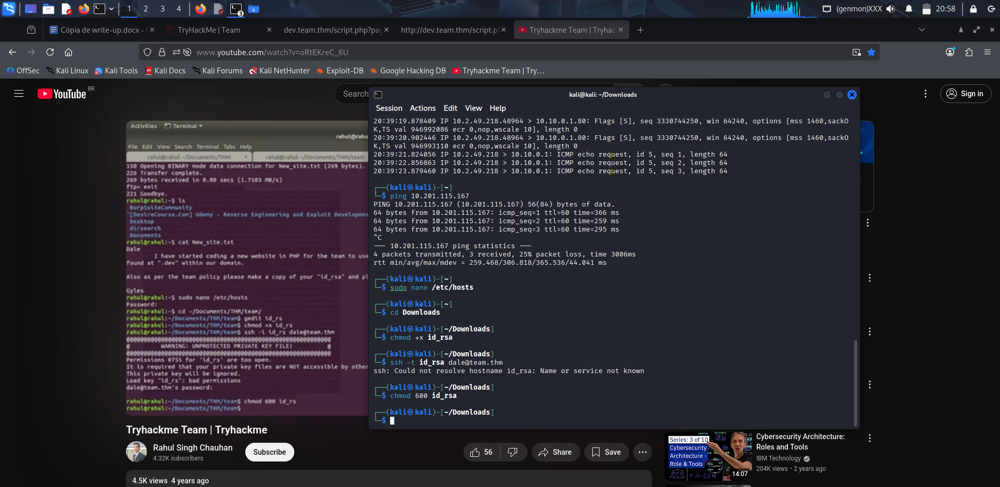 1 2 3 4
3
(genmon)XXX
20:58
Cópia de write-up.docx -
TryHackMe | Team
dev.team.thm/script.php?pag
http://dev.team.thm/script.pl
Tryhackme Team | Tryhac
www.youtube.com/watch?v=oRtEKreC_6U
OffSec
Kali Linux
Kali Tools
Kali Docs
Kali Forums
Kali NetHunter
Exploit-DB
Google Hacking DB
Tryhackme Team | Try…
YouTube BR
Search
Sign in
Activities Terminal
rahul@rahu
File Edit View Search Terminal Tabs Help
rahul@rahul: ~/Documents/THM × rahul@rahul: ~/Documents/THM/team
150 Opening BINARY mode data connection for New_site.txt (269 bytes).
226 Transfer complete.
269 bytes received in 0.00 secs (1.7103 MB/s)
ftp> exit
221 Goodbye.
rahul@rahul:~$ ls
BurpSuiteCommunity
'[DesireCourse.Com] Udemy - Reverse Engineering and Exploit Developmen
Desktop
dirsearch
Documents
rahul@rahul:~$ cat New_site.txt
Dale
I have started coding a new website in PHP for the team to use
found at ".dev" within our domain.
Also as per the team policy please make a copy of your "id_rsa" and pl
Gyles
rahul@rahul:~$ sudo nano /etc/hosts
Password:
rahul@rahul:~$ cd ~/Documents/THM/team/
rahul@rahul:~/Documents/THM/team$ gedit id_rs
rahul@rahul:~/Documents/THM/team$ chmod +x id_rs
rahul@rahul:~/Documents/THM/team$ ssh -i id_rs dale@team.thm
@ WARNING: UNPROTECTED PRIVATE KEY FILE! @
Permissions 0755 for 'id_rs' are too open.
It is required that your private key files are NOT accessible by other
This private key will be ignored.
Load key "id_rs": bad permissions
dale@team.thm's password:
rahul@rahul:~/Documents/THM/team$ chmod 600 id_rs
rahul@rahul:~/Documents/THM/team$
kali@kali: ~/Downloads
Session Actions Edit View Help
20:39:19.878409 IP 10.2.49.218.48964 > 10.10.0.1.80: Flags [S], seq 3330744250, win 64240, options [mss 1460,sackO
K,TS val 946992086 ecr 0,nop,wscale 10], length 0
20:39:20.902446 IP 10.2.49.218.48964 > 10.10.0.1.80: Flags [S], seq 3330744250, win 64240, options [mss 1460,sackO
K,TS val 946993110 ecr 0,nop,wscale 10], length 0
20:39:21.824056 IP 10.2.49.218 > 10.10.0.1: ICMP echo request, id 5, seq 1, length 64
20:39:22.856863 IP 10.2.49.218 > 10.10.0.1: ICMP echo request, id 5, seq 2, length 64
20:39:23.879460 IP 10.2.49.218 > 10.10.0.1: ICMP echo request, id 5, seq 3, length 64
┌──(kali㉿kali)-[~]
└─$ ping 10.201.115.167
PING 10.201.115.167 (10.201.115.167) 56(84) bytes of data.
64 bytes from 10.201.115.167: icmp_seq=1 ttl=60 time=366 ms
64 bytes from 10.201.115.167: icmp_seq=2 ttl=60 time=259 ms
64 bytes from 10.201.115.167: icmp_seq=3 ttl=60 time=295 ms
^C
--- 10.201.115.167 ping statistics ---
4 packets transmitted, 3 received, 25% packet loss, time 3006ms
rtt min/avg/max/mdev = 259.468/306.818/365.536/44.041 ms
┌──(kali㉿kali)-[~]
└─$ sudo nano /etc/hosts
┌──(kali㉿kali)-[~]
└─$ cd Downloads
┌──(kali㉿kali)-[~/Downloads]
└─$ chmod +x id_rsa
┌──(kali㉿kali)-[~/Downloads]
└─$ ssh -t id_rsa dale@team.thm
ssh: Could not resolve hostname id_rsa: Name or service not known
┌──(kali㉿kali)-[~/Downloads]
└─$ chmod 600 id_rsa
┌──(kali㉿kali)-[~/Downloads]
└─$
Tryhackme Team | Tryhackme
Rahul Singh Chauhan
4.32K subscribers
Subscribe
56
Share
Save
4.5K views 4 years ago
Series: 3 of 10
Cybersecurity
Architecture -
Role & Tools
14:07
Cybersecurity Architecture:
Roles and Tools
IBM Technology
204K views • 2 years ago